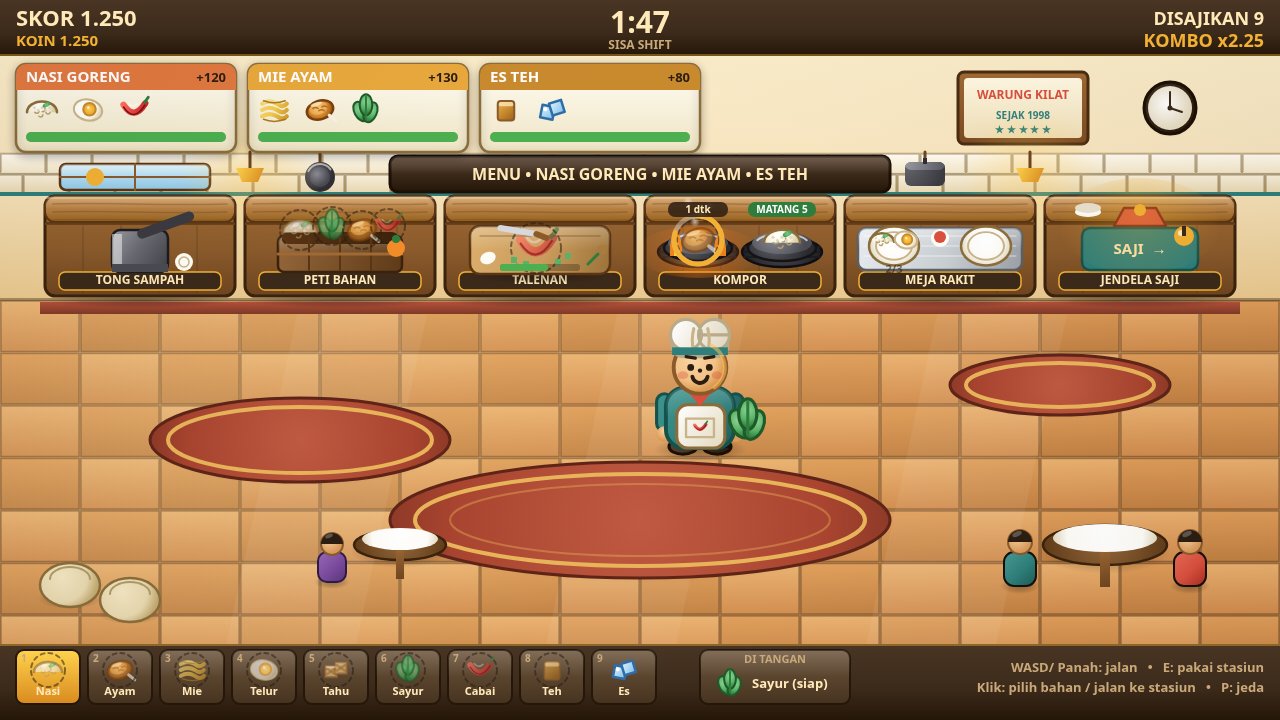 SKOR 1.250
KOIN 1.250
1:47
SISA SHIFT
DISAJIKAN 9
KOMBO x2.25
NASI GORENG +120
MIE AYAM +130
ES TEH +80
WARUNG KILAT
SEJAK 1998
★★★★★
MENU • NASI GORENG • MIE AYAM • ES TEH
1 dtk
MATANG 5
SAJI →
2/3
TONG SAMPAH
PETI BAHAN
TALENAN
KOMPOR
MEJA RAKIT
JENDELA SAJI
1 Nasi
2 Ayam
3 Mie
4 Telur
5 Tahu
6 Sayur
7 Cabai
8 Teh
9 Es
DI TANGAN
Sayur (siap)
WASD/ Panah: jalan • E: pakai stasiun
Klik: pilih bahan / jalan ke stasiun • P: jeda